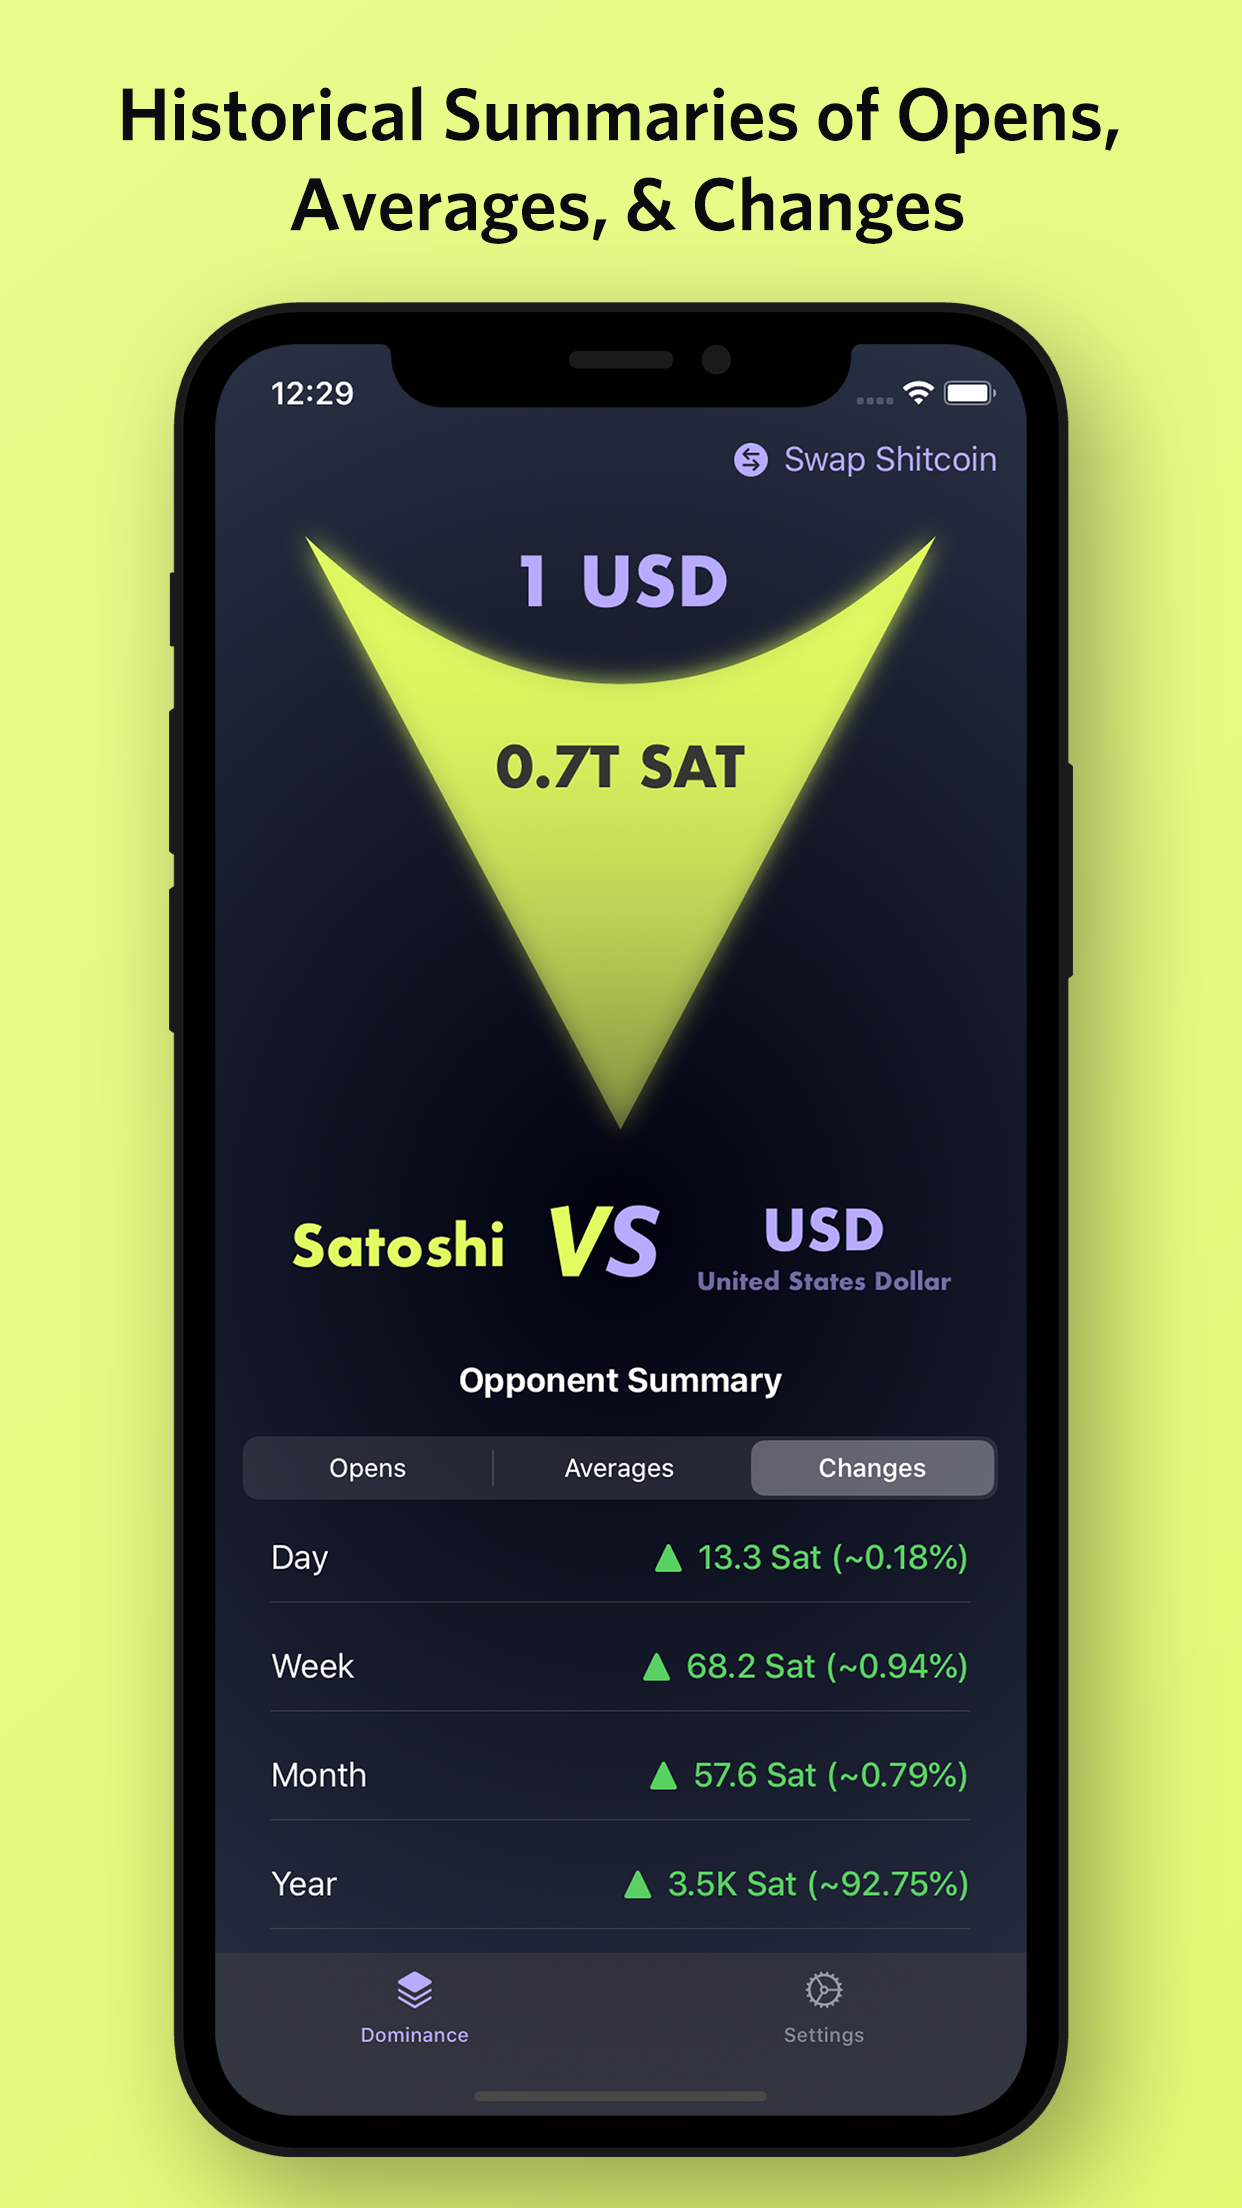 Historical Summaries of Opens,
Averages, & Changes
12:29
Swap Shitcoin
1 USD
0.7T SAT
Satoshi VS USD
United States Dollar
Opponent Summary
Opens Averages Changes
Day ▲ 13.3 Sat (~0.18%)
Week ▲ 68.2 Sat (~0.94%)
Month ▲ 57.6 Sat (~0.79%)
Year ▲ 3.5K Sat (~92.75%)
Dominance Settings